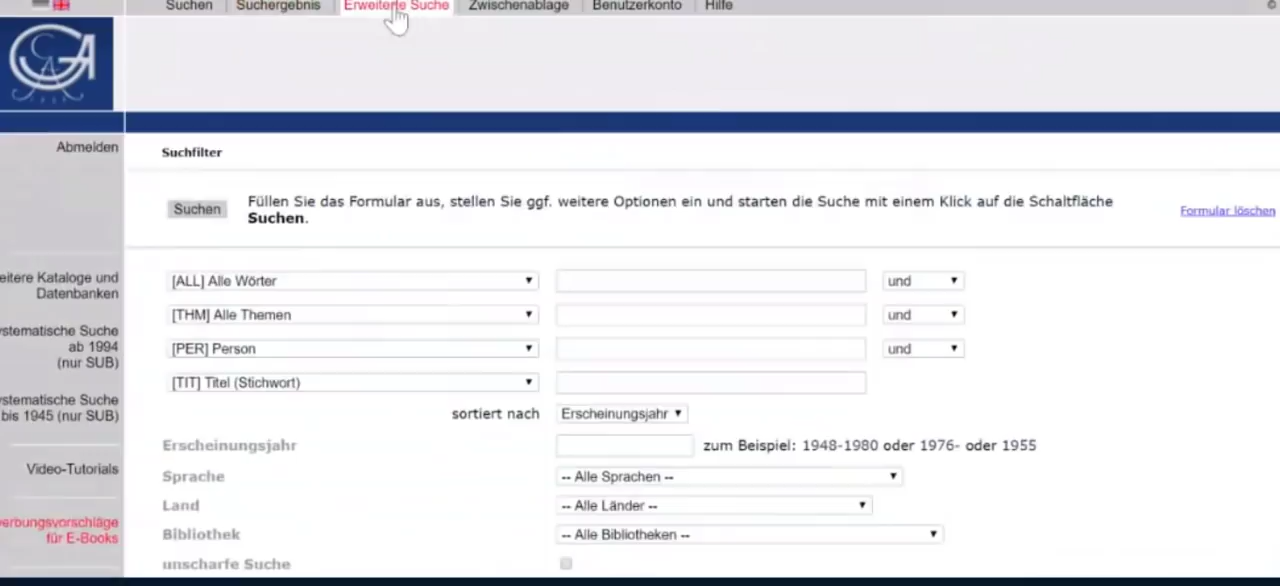 Suchen Suchergebnis Erweiterte Suche Zwischenablage Benutzerkonto Hilfe ©
Abmelden
Suchfilter
Suchen
Füllen Sie das Formular aus, stellen Sie ggf. weitere Optionen ein und starten die Suche mit einem Klick auf die Schaltfläche
Suchen.
Formular löschen
eitere Kataloge und
Datenbanken
ystematische Suche
ab 1994
(nur SUB)
ystematische Suche
bis 1945 (nur SUB)
Video-Tutorials
erbungsvorschläge
für E-Books
[ALL] Alle Wörter und
[THM] Alle Themen und
[PER] Person und
[TIT] Titel (Stichwort)
sortiert nach Erscheinungsjahr
Erscheinungsjahr zum Beispiel: 1948-1980 oder 1976- oder 1955
Sprache -- Alle Sprachen --
Land -- Alle Länder --
Bibliothek -- Alle Bibliotheken --
unscharfe Suche